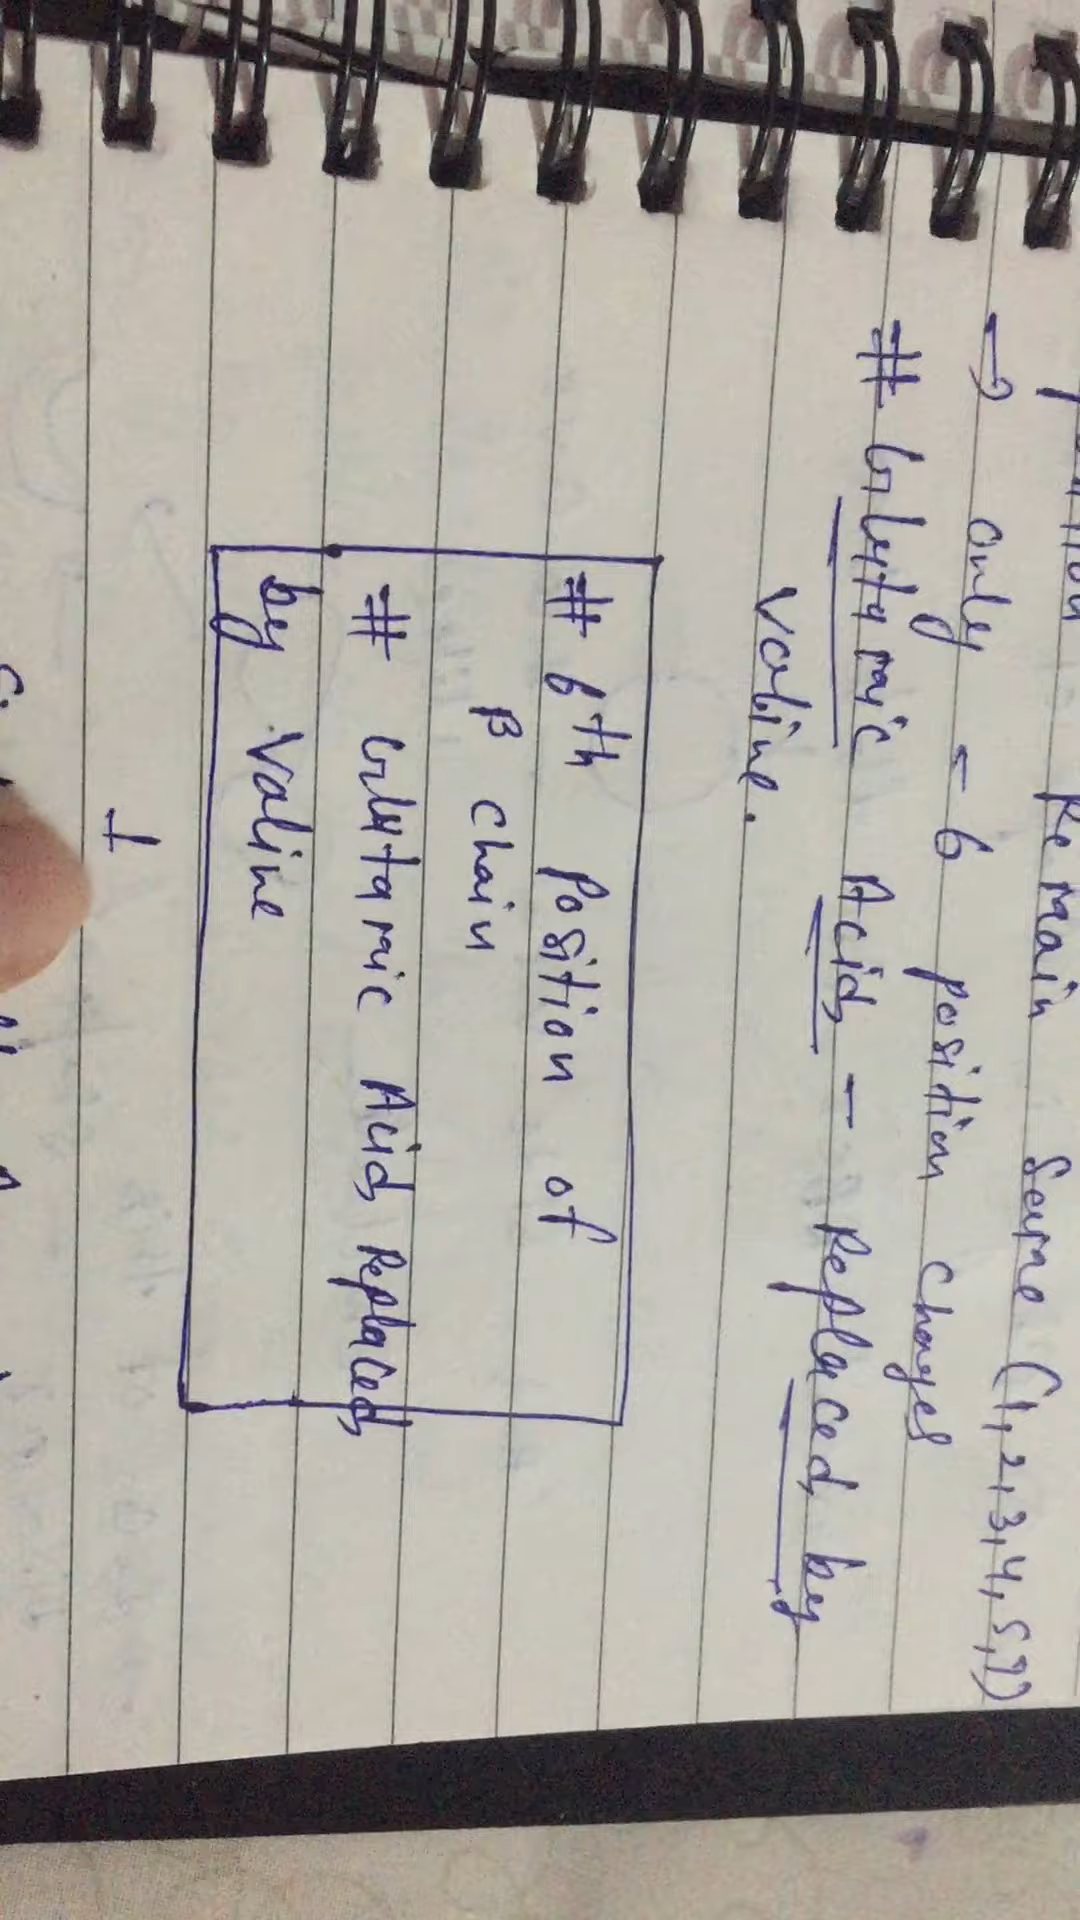 Remain Same (1,2,3,4,5,7)
→ only - 6 position changes
# Glutamic Acid - Replaced by
Valine.
# 6th Position of
β chain
# Glutamic Acid Replaced
by Valine